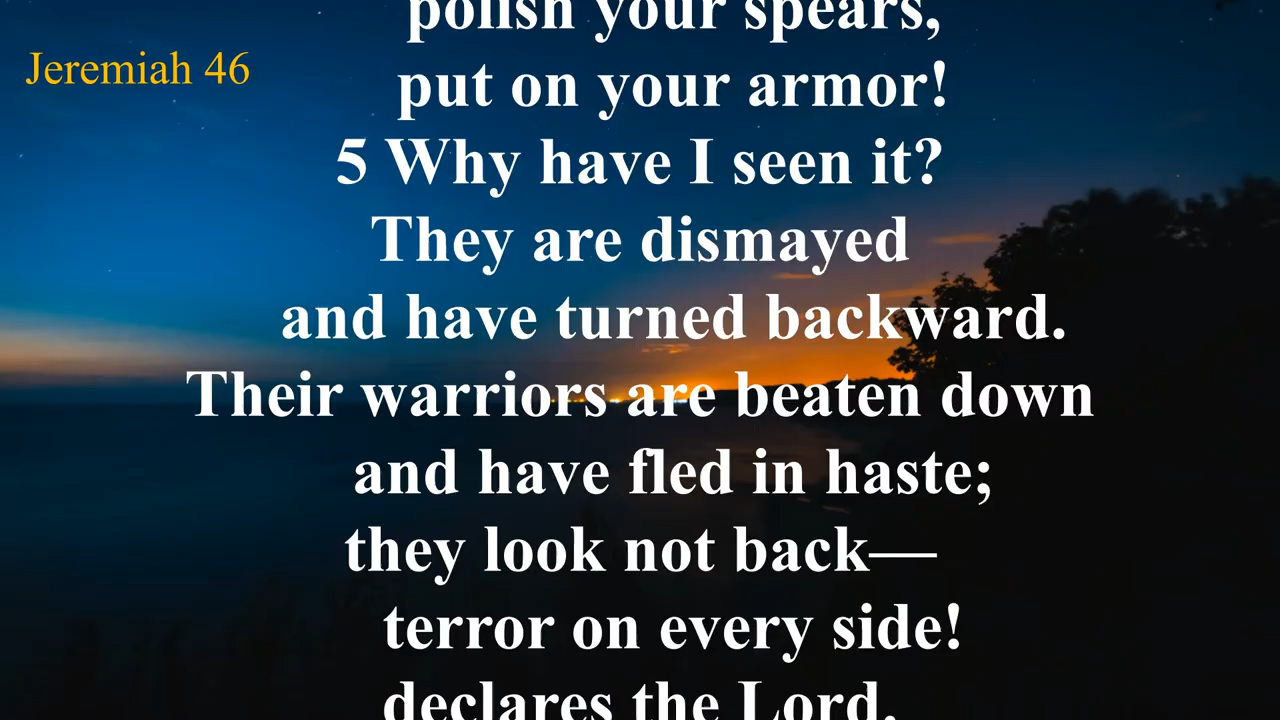 polish your spears,
Jeremiah 46
put on your armor!
5 Why have I seen it?
They are dismayed
and have turned backward.
Their warriors are beaten down
and have fled in haste;
they look not back—
terror on every side!
declares the Lord.